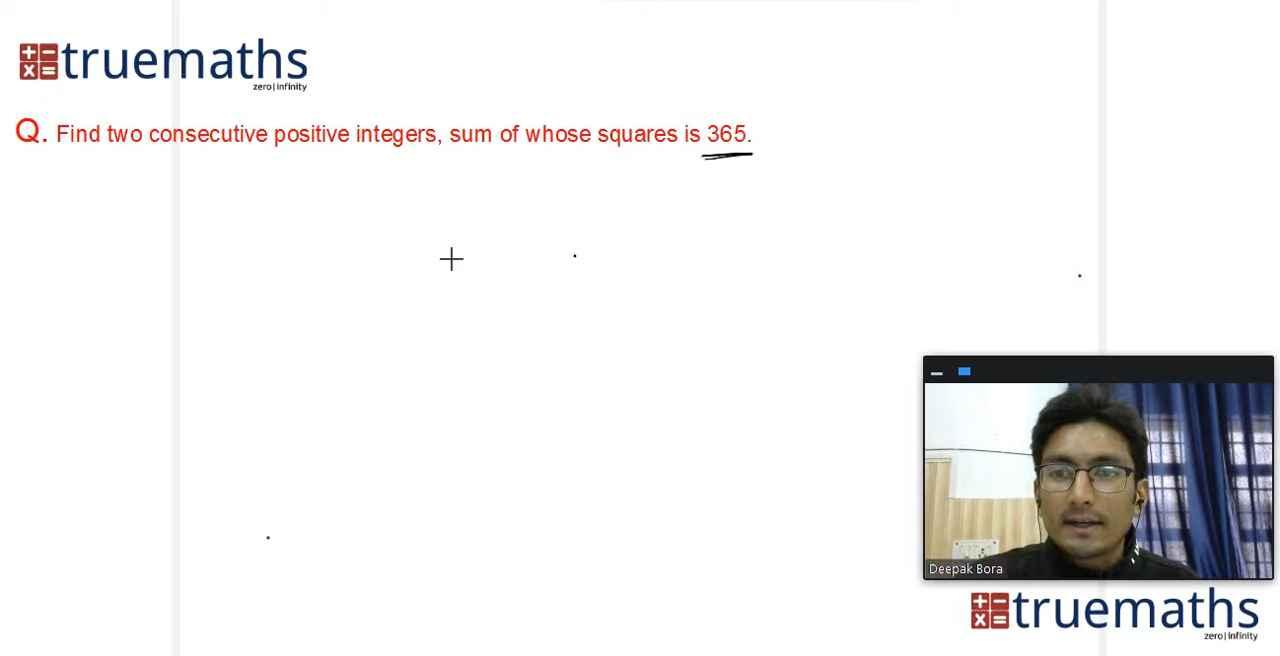 truemaths
zero|infinity
Q. Find two consecutive positive integers, sum of whose squares is 365.
Deepak Bora
truemaths
zero|infinity